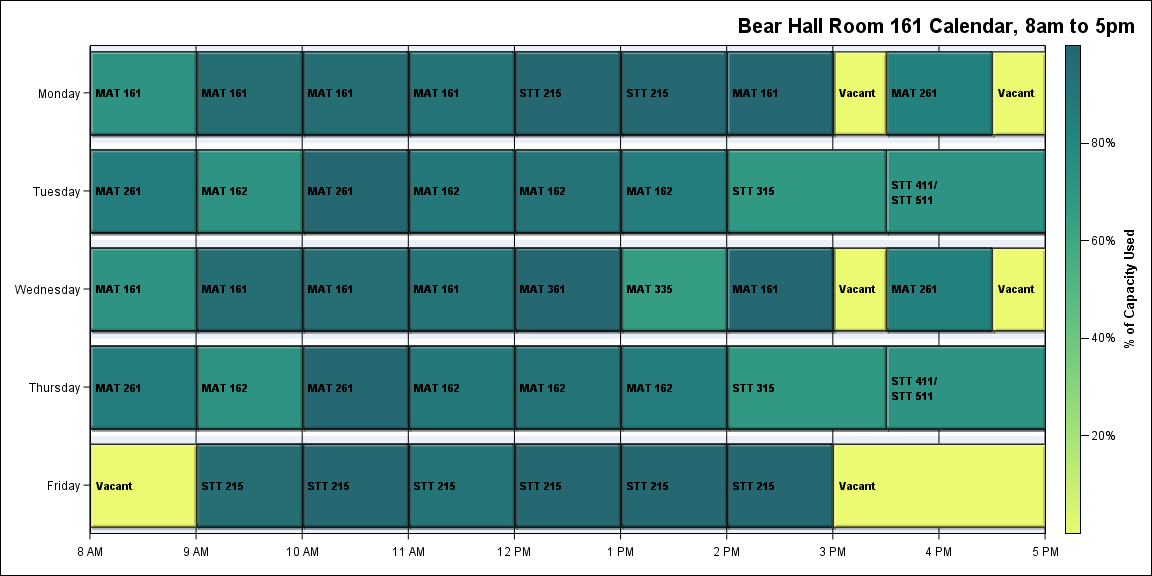 Bear Hall Room 161 Calendar, 8am to 5pm
Monday
MAT 161
MAT 161
MAT 161
MAT 161
STT 215
STT 215
MAT 161
Vacant
MAT 261
Vacant
Tuesday
MAT 261
MAT 162
MAT 261
MAT 162
MAT 162
MAT 162
STT 315
STT 411/
STT 511
Wednesday
MAT 161
MAT 161
MAT 161
MAT 161
MAT 361
MAT 335
MAT 161
Vacant
MAT 261
Vacant
Thursday
MAT 261
MAT 162
MAT 261
MAT 162
MAT 162
MAT 162
STT 315
STT 411/
STT 511
Friday
Vacant
STT 215
STT 215
STT 215
STT 215
STT 215
STT 215
Vacant
8 AM
9 AM
10 AM
11 AM
12 PM
1 PM
2 PM
3 PM
4 PM
5 PM
80%
60%
40%
20%
% of Capacity Used